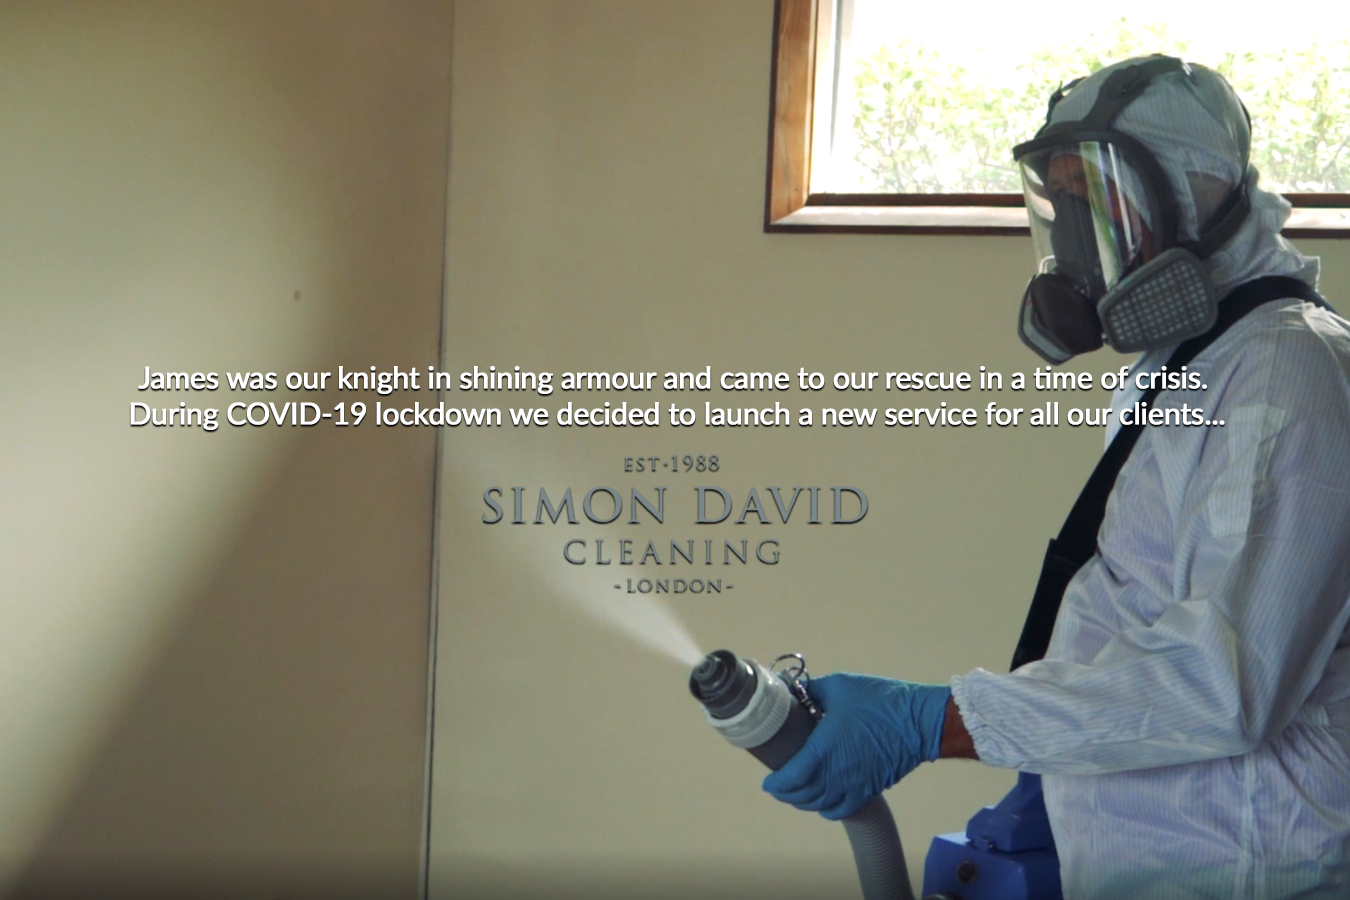 James was our knight in shining armour and came to our rescue in a time of crisis.
During COVID-19 lockdown we decided to launch a new service for all our clients...
EST·1988
SIMON DAVID
CLEANING
-LONDON-